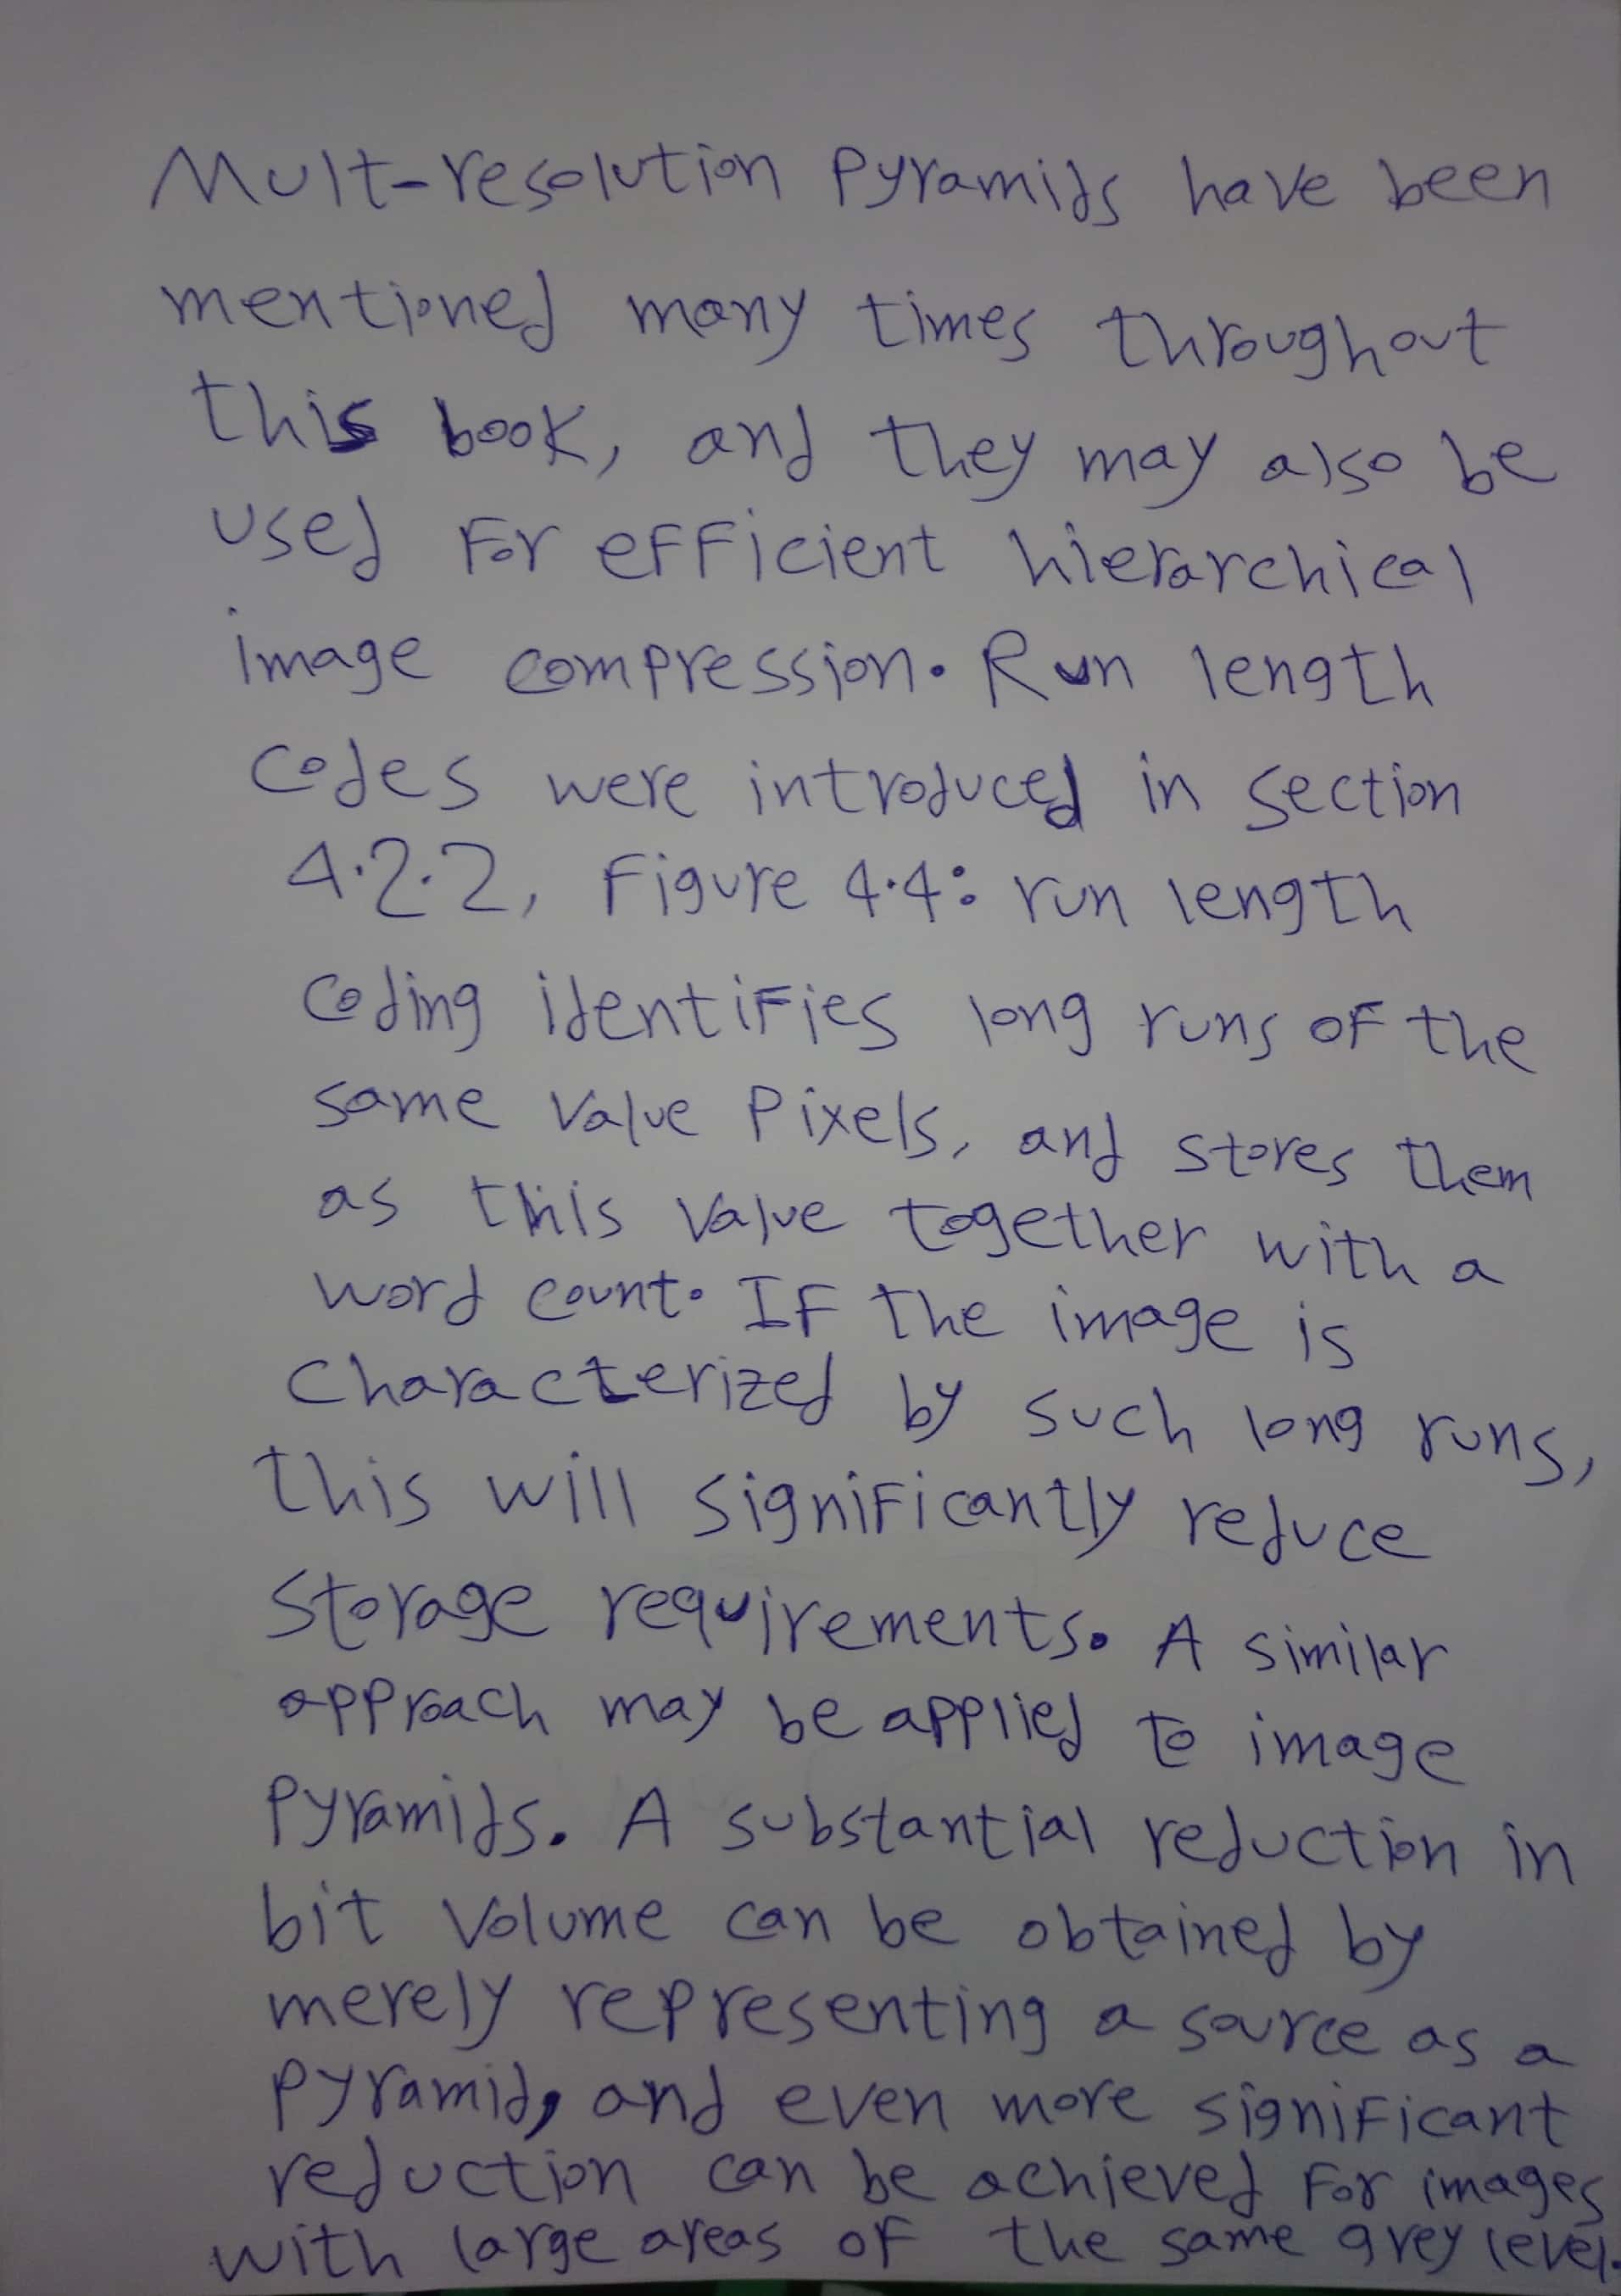 Mult-resolution Pyramids have been
mentioned many times throughout
this book, and they may also be
used For efficient hierarchical
image compression. Run length
codes were introduced in section
4.2.2, Figure 4.4: run length
coding identifies long runs of the
same value Pixels, and stores them
as this value together with a
word count. If the image is
characterized by such long runs,
this will significantly reduce
storage requirements. A similar
approach may be applied to image
Pyramids. A substantial reduction in
bit volume can be obtained by
merely representing a source as a
pyramid, and even more significant
reduction can be achieved For images
with large areas of the same grey level.